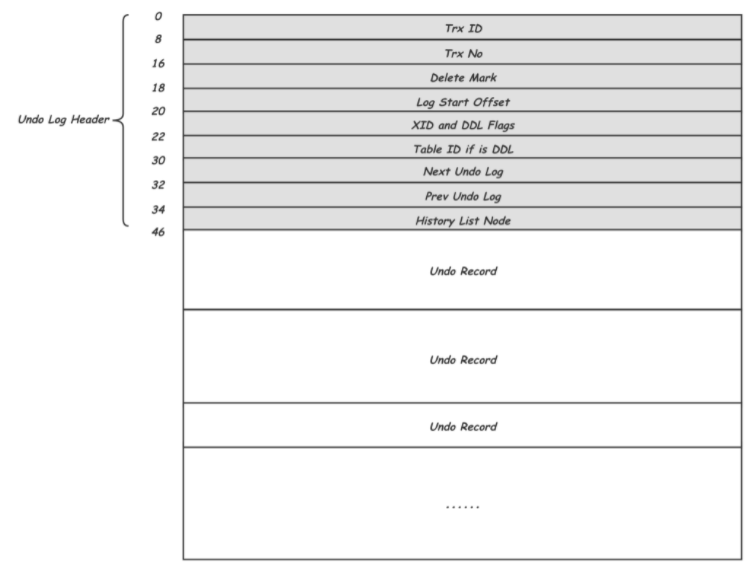 0
Trx ID
8
Trx No
16
Delete Mark
18
Log Start Offset
20
Undo Log Header
XID and DDL Flags
22
Table ID if is DDL
30
Next Undo Log
32
Prev Undo Log
34
History List Node
46
Undo Record
Undo Record
Undo Record
......